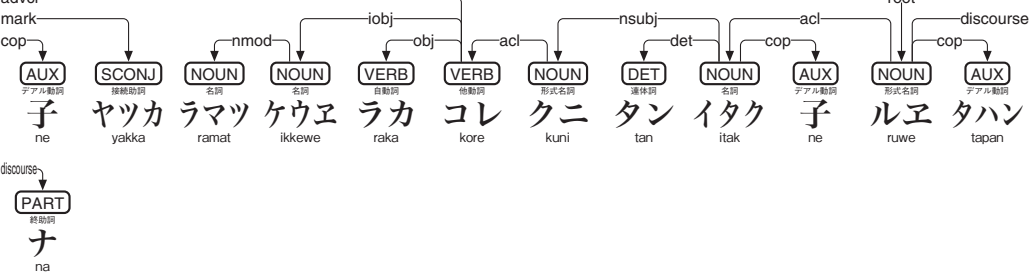 advcl root
mark iobj nsubj acl discourse
cop nmod obj acl det cop cop
AUX SCONJ NOUN NOUN VERB VERB NOUN DET NOUN AUX NOUN AUX
デアル動詞 接続助詞 名詞 名詞 自動詞 他動詞 形式名詞 連体詞 名詞 デアル動詞 形式名詞 デアル動詞
子 ヤツカ ラマツ ケウヱ ラカ コレ クニ タン イタク 子 ルヱ タハン
ne yakka ramat ikkewe raka kore kuni tan itak ne ruwe tapan
discourse
PART
終助詞
ナ
na